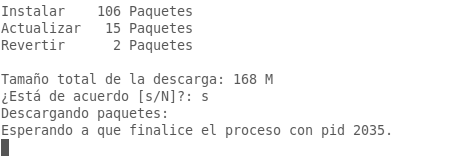 Instalar    106 Paquetes
Actualizar   15 Paquetes
Revertir      2 Paquetes

Tamaño total de la descarga: 168 M
¿Está de acuerdo [s/N]?: s
Descargando paquetes:
Esperando a que finalice el proceso con pid 2035.